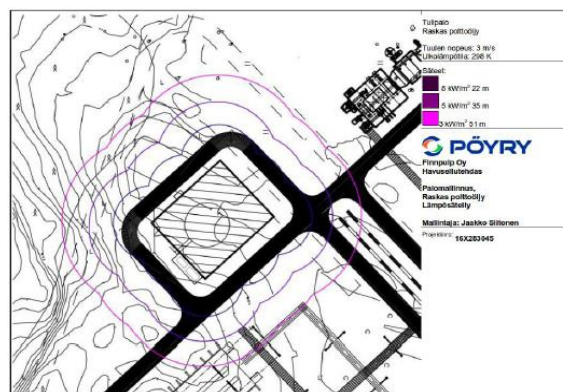 Tulipalo
Raskas polttoöljy
Tuulen nopeus: 3 m/s
Ulkolämpötila: 298 K
Säteet:
8 kW/m² 22 m
5 kW/m² 35 m
3 kW/m² 51 m
PÖYRY
Finnpulp Oy
Havusellutehdas
Palomallinnus,
Raskas polttoöljy
Lämpösäteily
Mallintaja: Jaakko Siltonen
Projektinro: 16X283045